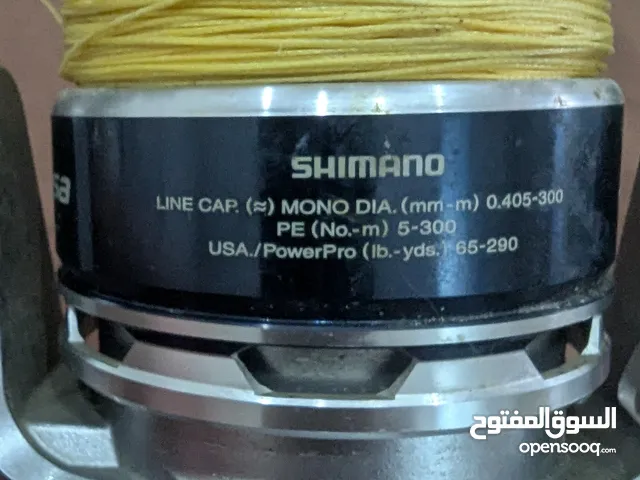 SHIMANO
LINE CAP. (≈) MONO DIA. (mm-m) 0.405-300
PE (No.-m) 5-300
USA./PowerPro (lb.-yds.) 65-290
السوق المفتوح
opensooq.com